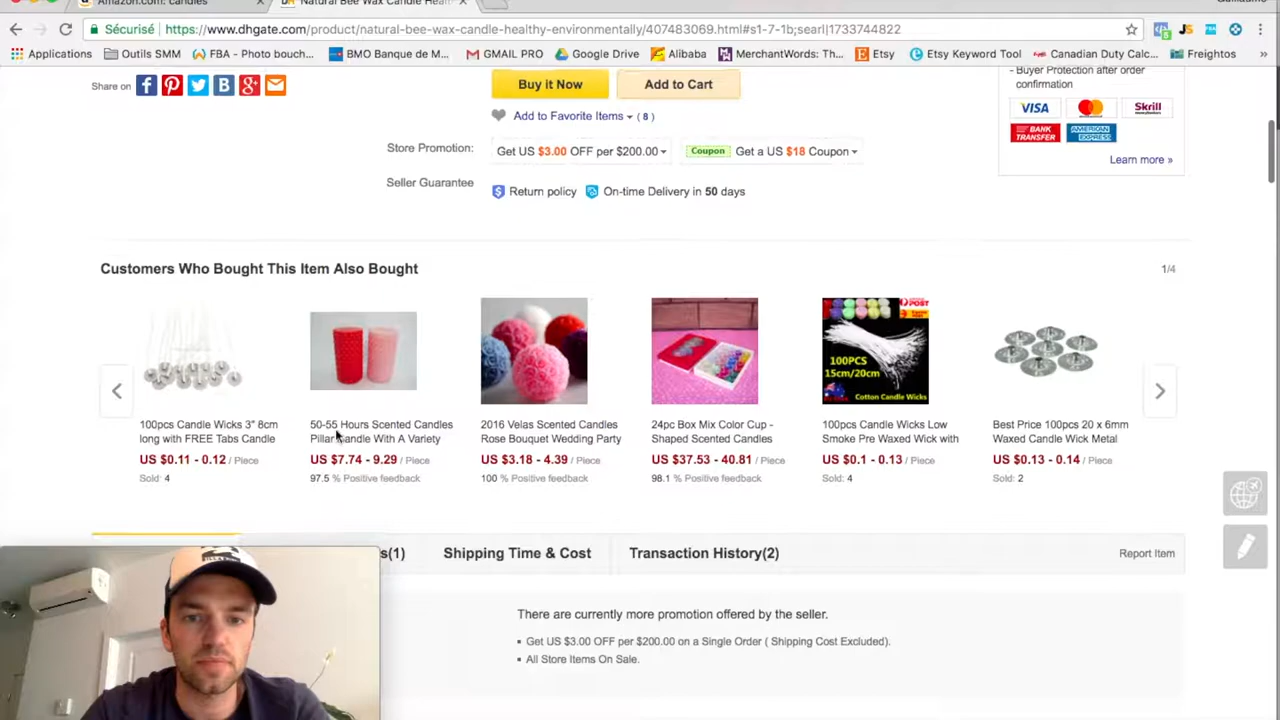 Amazon.com: candles
Natural Bee Wax Candle Heal
Guillaume
Sécurisé
https://www.dhgate.com/product/natural-bee-wax-candle-healthy-environmentally/407483069.html#s1-7-1b;searl|1733744822
Applications
Outils SMM
FBA - Photo bouch...
BMO Banque de M...
GMAIL PRO
Google Drive
Alibaba
MerchantWords: Th...
Etsy
Etsy Keyword Tool
Canadian Duty Calc...
Freightos
Share on
Buy it Now
Add to Cart
Add to Favorite Items
( 8 )
Store Promotion:
Get US $3.00 OFF per $200.00
Coupon
Get a US $18 Coupon
Seller Guarantee
Return policy
On-time Delivery in 50 days
- Buyer Protection after order
confirmation
VISA
MasterCard
Skrill
BANK
TRANSFER
AMERICAN
EXPRESS
Learn more »
Customers Who Bought This Item Also Bought
1/4
100PCS
15cm/20cm
Cotton Candle Wicks
100pcs Candle Wicks 3" 8cm
long with FREE Tabs Candle
US $0.11 - 0.12 / Piece
Sold: 4
50-55 Hours Scented Candles
Pillar Candle With A Variety
US $7.74 - 9.29 / Piece
97.5 % Positive feedback
2016 Velas Scented Candles
Rose Bouquet Wedding Party
US $3.18 - 4.39 / Piece
100 % Positive feedback
24pc Box Mix Color Cup -
Shaped Scented Candles
US $37.53 - 40.81 / Piece
98.1 % Positive feedback
100pcs Candle Wicks Low
Smoke Pre Waxed Wick with
US $0.1 - 0.13 / Piece
Sold: 4
Best Price 100pcs 20 x 6mm
Waxed Candle Wick Metal
US $0.13 - 0.14 / Piece
Sold: 2
s(1)
Shipping Time & Cost
Transaction History(2)
Report Item
There are currently more promotion offered by the seller.
Get US $3.00 OFF per $200.00 on a Single Order ( Shipping Cost Excluded).
All Store Items On Sale.